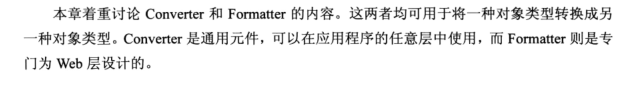 本章着重讨论 Converter 和 Formatter 的内容。这两者均可用于将一种对象类型转换成另
一种对象类型。Converter 是通用元件，可以在应用程序的任意层中使用，而 Formatter 则是专
门为 Web 层设计的。